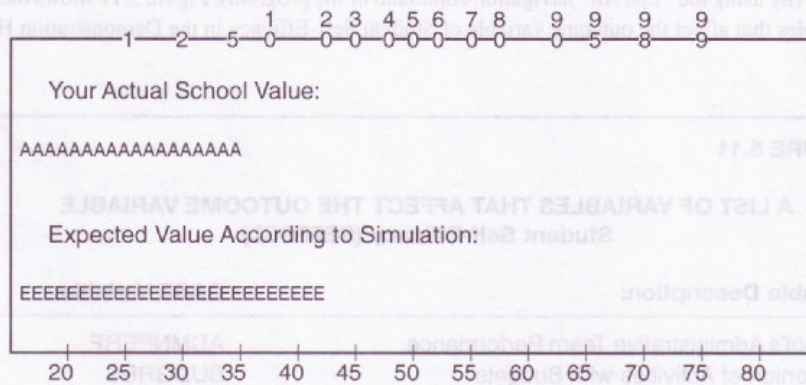 1 2 3 4 5 6 7 8 9 9 9 9
1 2 5 0 0 0 0 0 0 0 0 0 5 8 9
Your Actual School Value:
AAAAAAAAAAAAAAAAAA
Expected Value According to Simulation:
EEEEEEEEEEEEEEEEEEEEEEEEE
20 25 30 35 40 45 50 55 60 65 70 75 80